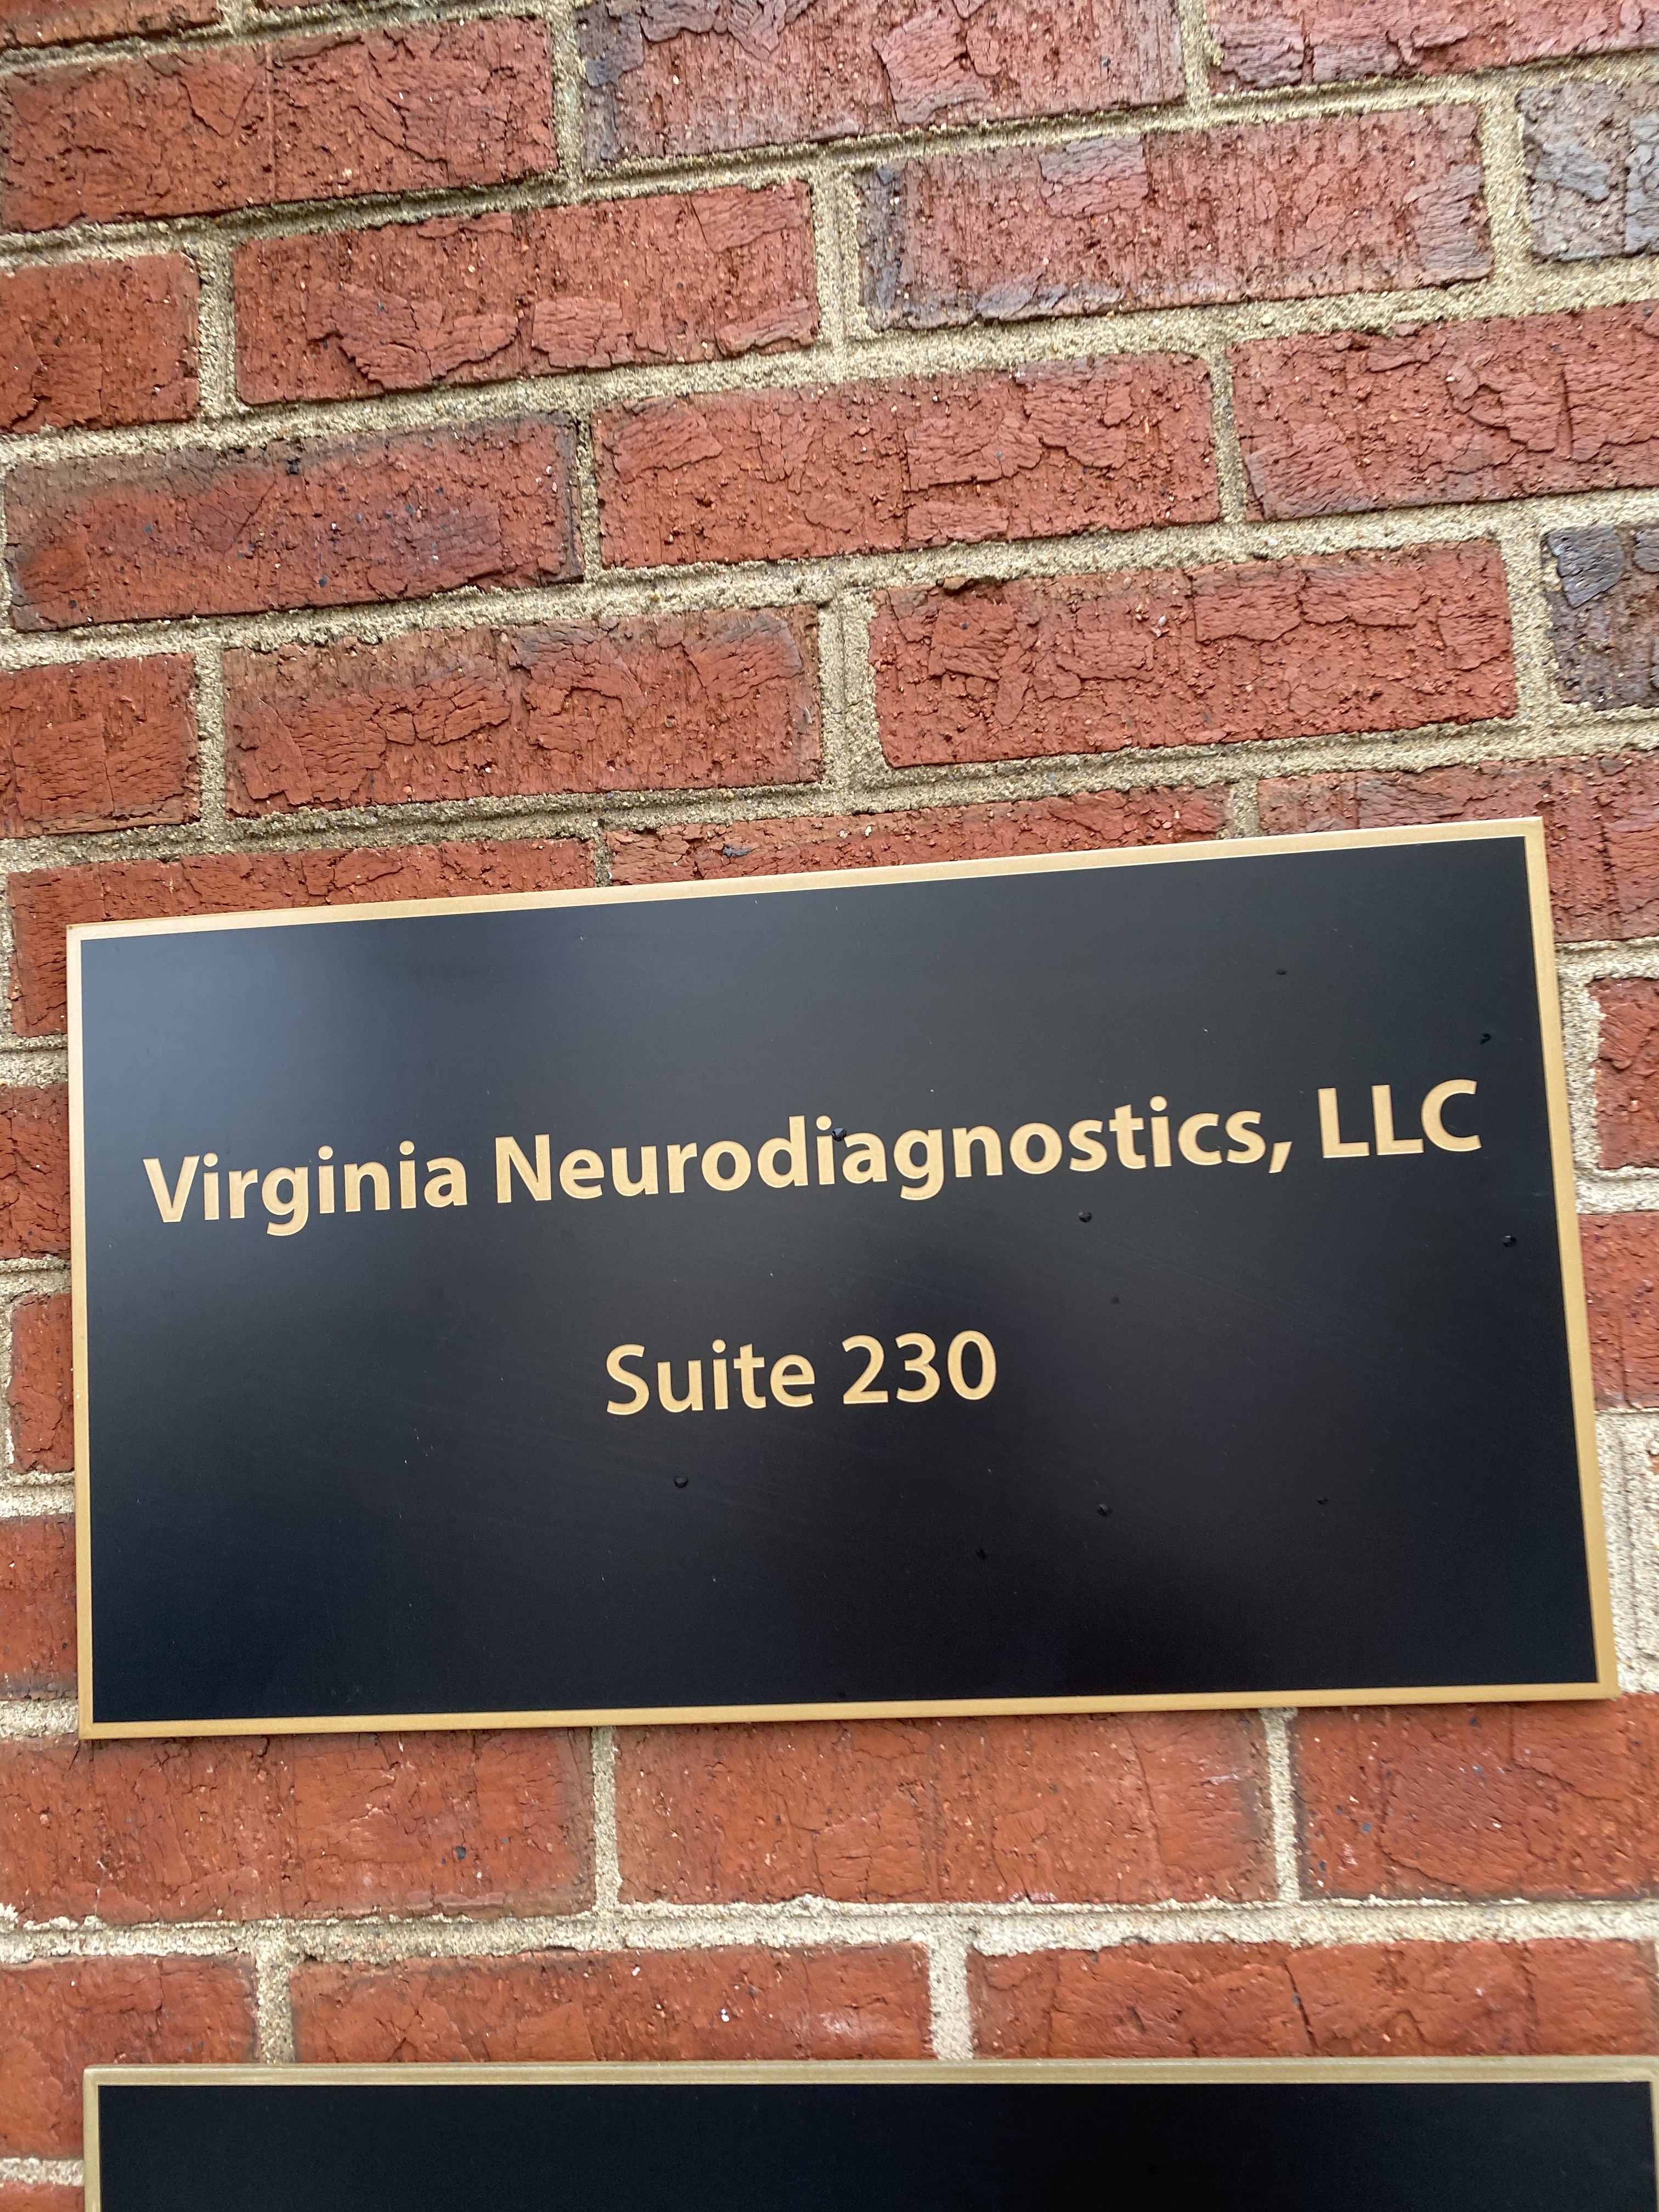 Virginia Neurodiagnostics, LLC
Suite 230